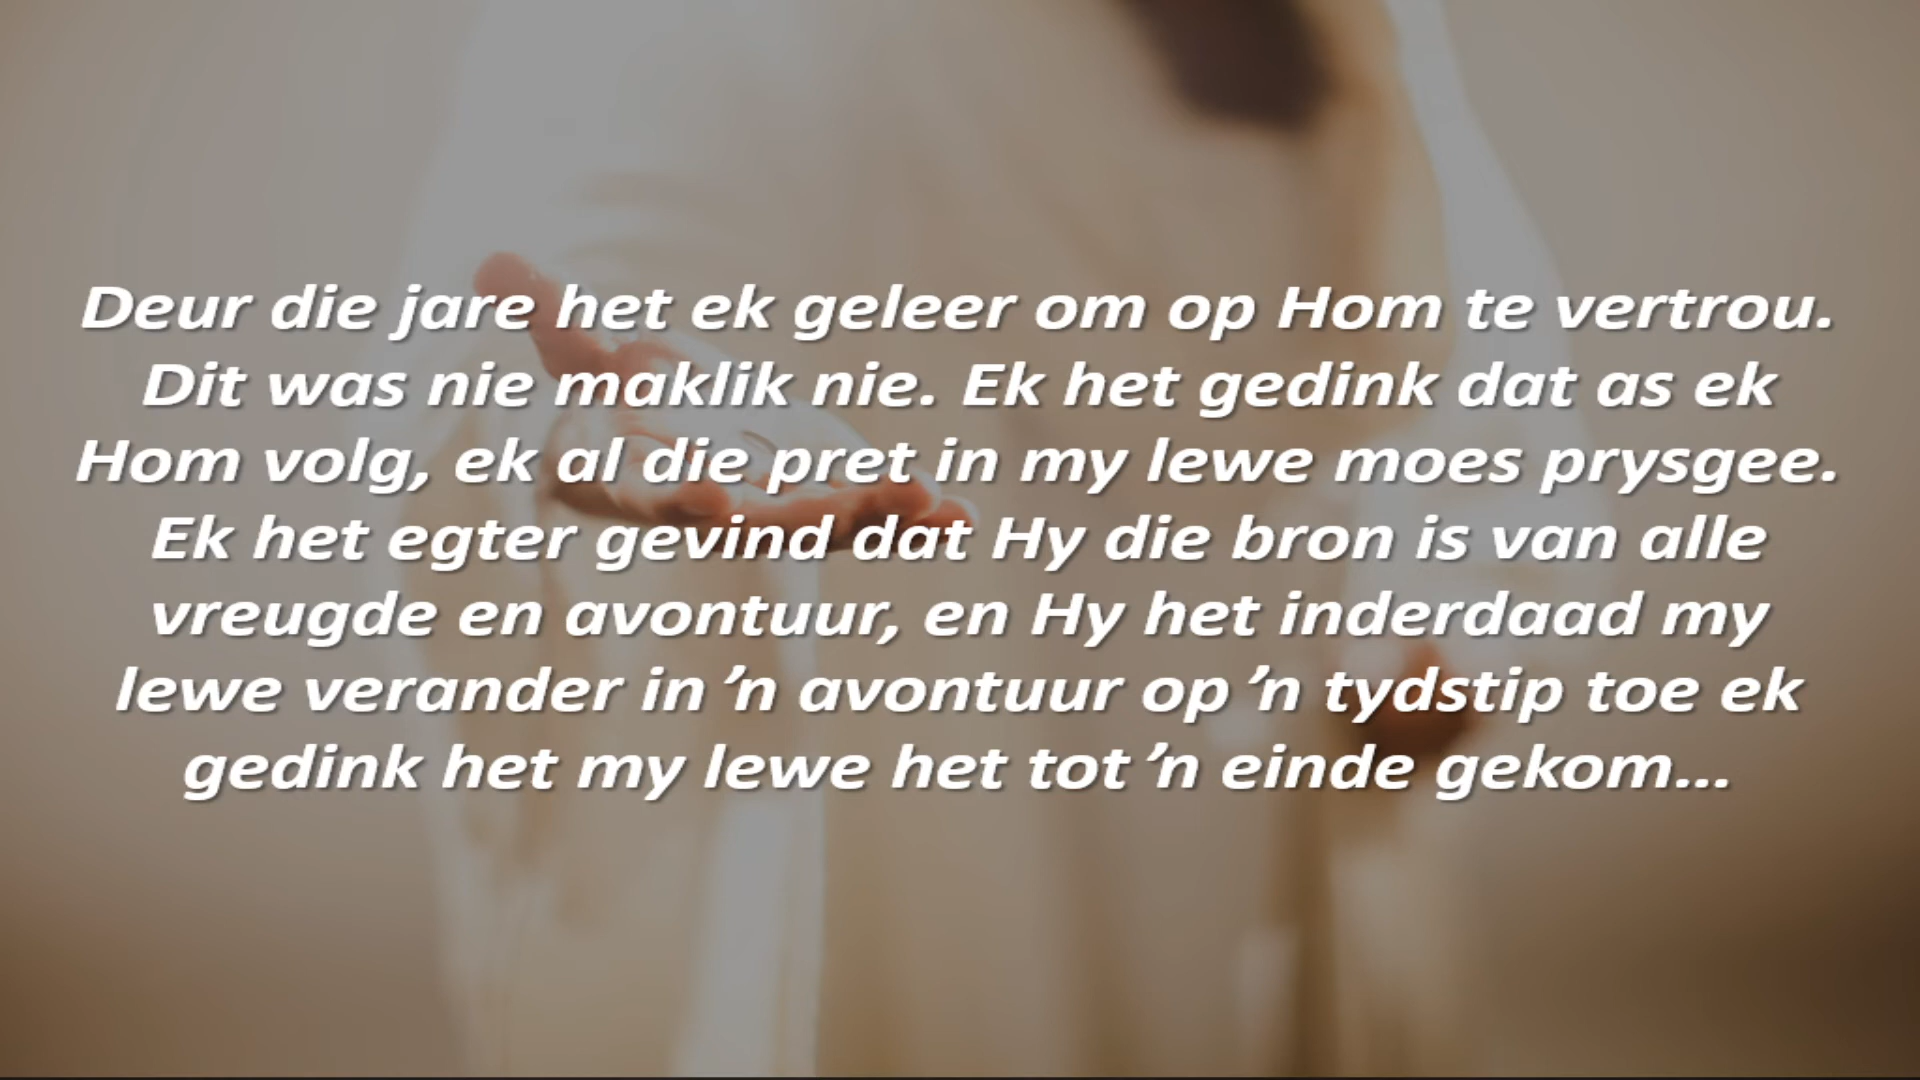 Deur die jare het ek geleer om op Hom te vertrou.
Dit was nie maklik nie. Ek het gedink dat as ek
Hom volg, ek al die pret in my lewe moes prysgee.
Ek het egter gevind dat Hy die bron is van alle
vreugde en avontuur, en Hy het inderdaad my
lewe verander in ’n avontuur op ’n tydstip toe ek
gedink het my lewe het tot ’n einde gekom...